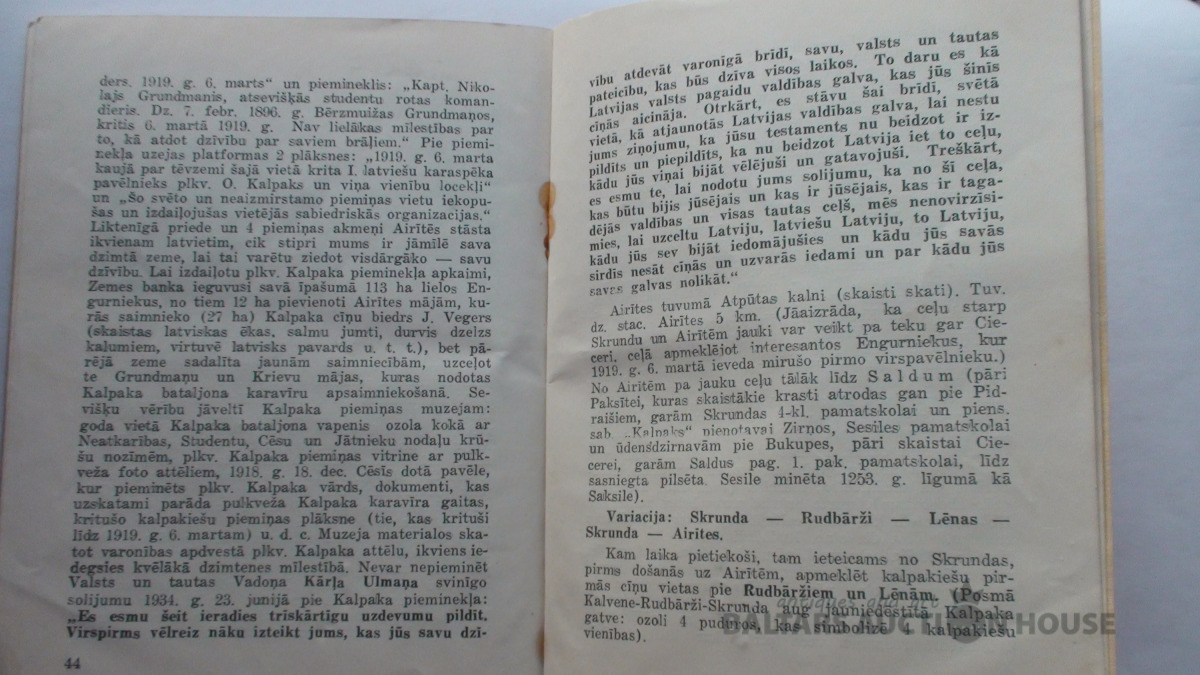 ders. 1919. g. 6. marts“ un piemineklis: „Kapt. Niko-
lajs Grundmanis, atsevišķās studentu rotas koman-
dieris. Dz. 7. febr. 1896. g. Bērzmuižas Grundmaņos,
kritis 6. martā 1919. g. Nav lielākas mīlestības par
to, kā atdot dzīvību par saviem brāļiem.“ Pie piemi-
nekļa uzejas platformas 2 plāksnes: „1919. g. 6. marta
kaujā par tēvzemi šajā vietā krita I. latviešu karaspēka
pavēlnieks plkv. O. Kalpaks un viņa vienību locekļi“
un „Šo svēto un neaizmirstamo piemiņas vietu iekopu-
šas un izdaiļojušas vietējās sabiedriskās organizacijas.“
Liktenīgā priede un 4 piemiņas akmeņi Airītēs stāsta
ikvienam latvietim, cik stipri mums ir jāmīlē sava
dzimtā zeme, lai tai varētu ziedot visdārgāko — savu
dzīvību. Lai izdaiļotu plkv. Kalpaka pieminekļa apkaimi,
Zemes banka ieguvusi savā īpašumā 113 ha lielos En-
gurniekus, no tiem 12 ha pievienoti Airītes mājām, ku-
rās saimnieko (27 ha) Kalpaka cīņu biedrs J. Vegers
(skaistas latviskas ēkas, salmu jumti, durvis dzelzs
kalumiem, virtuvē latvisks pavards u. t. t.), bet pā-
rējā zeme sadalīta jaunām saimniecībām, uzceļot
te Grundmaņu un Krievu mājas, kuras nodotas
Kalpaka bataljona karavīru apsaimniekošanā. Se-
višķu vērību jāveltī Kalpaka piemiņas muzejam:
goda vietā Kalpaka bataljona vapenis ozola kokā ar
Neatkarības, Studentu, Cēsu un Jātnieku nodaļu krū-
šu nozīmēm, plkv. Kalpaka piemiņas vitrine ar pulk-
veža foto attēliem, 1918. g. 18. dec. Cēsīs dotā pavēle,
kur pieminēts plkv. Kalpaka vārds, dokumenti, kas
uzskatami parāda pulkveža Kalpaka karavīra gaitas,
kritušo kalpakiešu piemiņas plāksne (tie, kas krituši
līdz 1919. g. 6. martam) u. d. c. Muzeja materialos ska-
tot varonības apdvestā plkv. Kalpaka attēlu, ikviens ie-
degsies kvēlākā dzimtenes mīlestībā. Nevar nepieminēt
Valsts un tautas Vadoņa Kārļa Ulmaņa svinīgo
solijumu 1934. g. 23. junijā pie Kalpaka pieminekļa:
„Es esmu šeit ieradies trīskārtīgu uzdevumu pildīt.
Virspirms vēlreiz nāku izteikt jums, kas jūs savu dzī-
44
vību atdevāt varonīgā brīdī, savu, valsts un tautas
pateicību, kas būs dzīva visos laikos. To daru es kā
Latvijas valsts pagaidu valdības galva, kas jūs šinīs
cīņās aicināja. Otrkārt, es stāvu šai brīdī, svētā
vietā, kā atjaunotās Latvijas valdības galva, lai nestu
jums ziņojumu, ka jūsu testaments nu beidzot ir iz-
pildīts un piepildīts, ka nu beidzot Latvija iet to ceļu,
kādu jūs viņai bijāt vēlējuši un gatavojuši. Treškārt,
es esmu te, lai nodotu jums solijumu, ka no šī ceļa,
kas būtu bijis jūsējais un kas ir jūsējais, kas ir taga-
dējās valdības un visas tautas ceļš, mēs nenovirzīsi-
mies, lai uzceltu Latviju, latviešu Latviju, to Latviju,
kādu jūs sev bijāt iedomājušies un kādu jūs savās
sirdīs nesāt cīņās un uzvarās iedami un par kādu jūs
savas galvas nolikāt.“
Airītes tuvumā Atpūtas kalni (skaisti skati). Tuv.
dz. stac. Airītes 5 km. (Jāaizrāda, ka ceļu starp
Skrundu un Airītēm jauki var veikt pa teku gar Cie-
ceri, ceļā apmeklējot interesantos Engurniekus, kur
1919. g. 6. martā ieveda mirušo pirmo virspavēlnieku.)
No Airītēm pa jauku ceļu tālāk līdz Saldum (pāri
Paksītei, kuras skaistākie krasti atrodas gan pie Pid-
raišiem, garām Skrundas 4-kl. pamatskolai un piens.
sab. „Kalpaks“ pienotavai Zirņos, Sesiles pamatskolai
un ūdensdzirnavām pie Bukupes, pāri skaistai Cie-
cerei, garām Saldus pag. 1. pak. pamatskolai, līdz
sasniegta pilsēta. Sesile minēta 1253. g. līgumā kā
Saksile).
Variacija: Skrunda — Rudbārži — Lēnas —
Skrunda — Airites.
Kam laika pietiekoši, tam ieteicams no Skrundas,
pirms došanās uz Airītēm, apmeklēt kalpakiešu pir-
mās cīņu vietas pie Rudbāržiem un Lēnām. (Posmā
Kalvene-Rudbārži-Skrunda aug jauniedēstītā Kalpaka
gatve: ozoli 4 puduros, kas simbolizē 4 kalpakiešu
vienības).
antiques and art
BALTARS AUCTION HOUSE